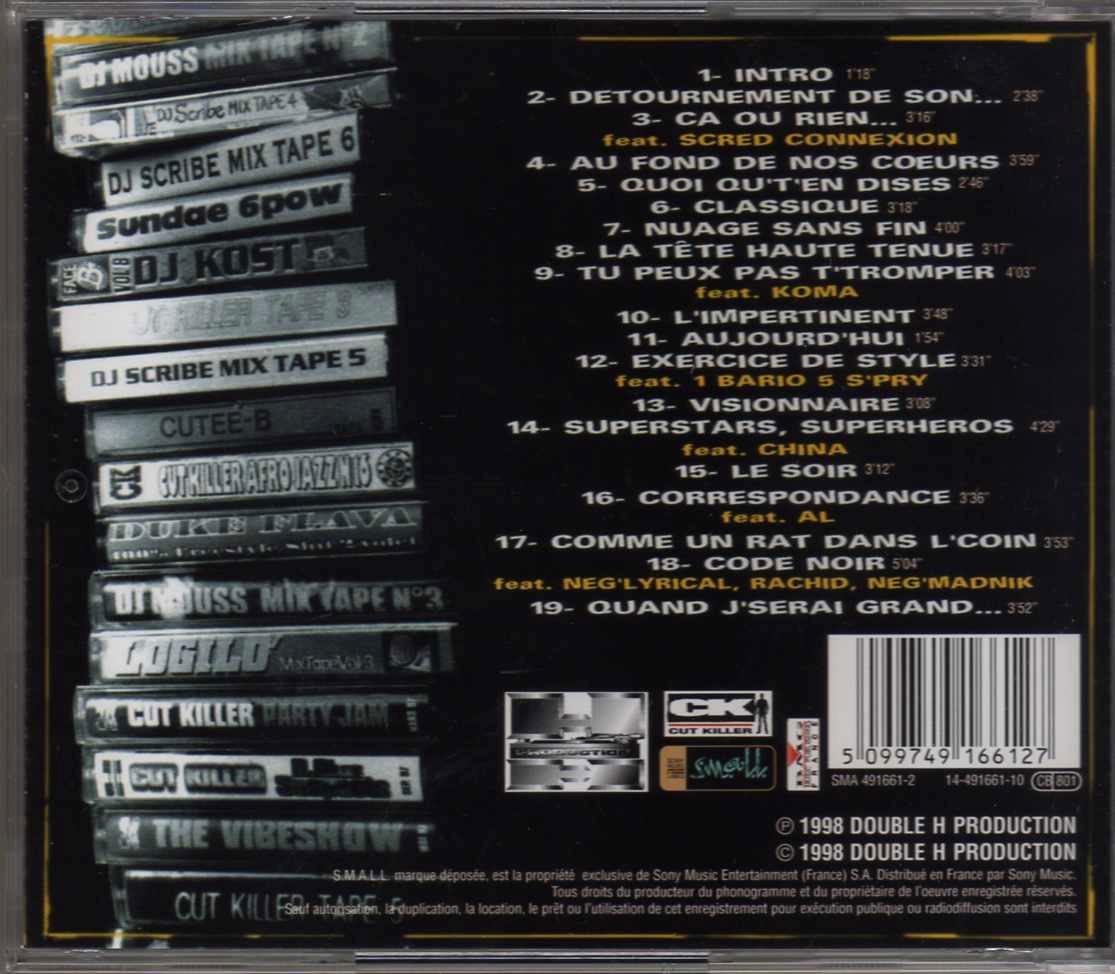 DJ MOUSS MIX TAPE N°2
DJ Scribe MIX TAPE 4
DJ SCRIBE MIX TAPE 6
Sundae 6pow
FACE B VOL 8 DJ KOST
CUT KILLER TAPE 3
DJ SCRIBE MIX TAPE 5
CUTEE-B
CK CUT KILLER AFRO JAZZ N16
DUKE FLAVA
DJ MOUSS MIX TAPE N°3
LOGILO MixTape Vol 3
CUT KILLER PARTY JAM
CUT KILLER
THE VIBESHOW
CUT KILLER TAPE 5
1- INTRO 1'18"
2- DETOURNEMENT DE SON... 2'38"
3- CA OU RIEN... 3'16"
feat. SCRED CONNEXION
4- AU FOND DE NOS COEURS 3'59"
5- QUOI QU'T'EN DISES 2'46"
6- CLASSIQUE 3'18"
7- NUAGE SANS FIN 4'00"
8- LA TÊTE HAUTE TENUE 3'17"
9- TU PEUX PAS T'TROMPER 4'03"
feat. KOMA
10- L'IMPERTINENT 3'48"
11- AUJOURD'HUI 1'54"
12- EXERCICE DE STYLE 3'31"
feat. 1 BARIO 5 S'PRY
13- VISIONNAIRE 3'08"
14- SUPERSTARS, SUPERHEROS 4'29"
feat. CHINA
15- LE SOIR 3'12"
16- CORRESPONDANCE 3'36"
feat. AL
17- COMME UN RAT DANS L'COIN 3'53"
18- CODE NOIR 5'04"
feat. NEG'LYRICAL, RACHID, NEG'MADNIK
19- QUAND J'SERAI GRAND... 3'52"
H PRODUCTION
CK
CUT KILLER
small
5 099749 166127
SMA 491661-2 14-491661-10 CB 801
℗ 1998 DOUBLE H PRODUCTION
© 1998 DOUBLE H PRODUCTION
S.M.A.L.L. marque déposée, est la propriété exclusive de Sony Music Entertainment (France) S.A. Distribué en France par Sony Music.
Tous droits du producteur du phonogramme et du propriétaire de l'oeuvre enregistrée réservés.
Sauf autorisation, la duplication, la location, le prêt ou l'utilisation de cet enregistrement pour exécution publique ou radiodiffusion sont interdits